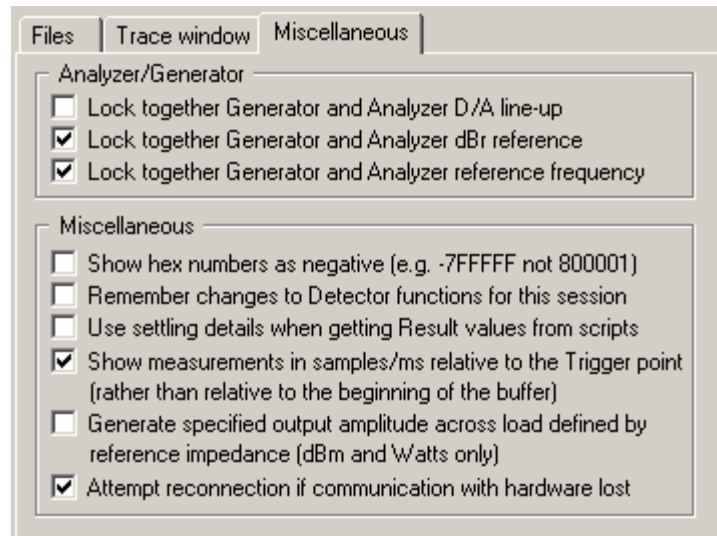 Files
Trace window
Miscellaneous
Analyzer/Generator
Lock together Generator and Analyzer D/A line-up
Lock together Generator and Analyzer dBr reference
Lock together Generator and Analyzer reference frequency
Miscellaneous
Show hex numbers as negative (e.g. -7FFFFF not 800001)
Remember changes to Detector functions for this session
Use settling details when getting Result values from scripts
Show measurements in samples/ms relative to the Trigger point
(rather than relative to the beginning of the buffer)
Generate specified output amplitude across load defined by
reference impedance (dBm and Watts only)
Attempt reconnection if communication with hardware lost